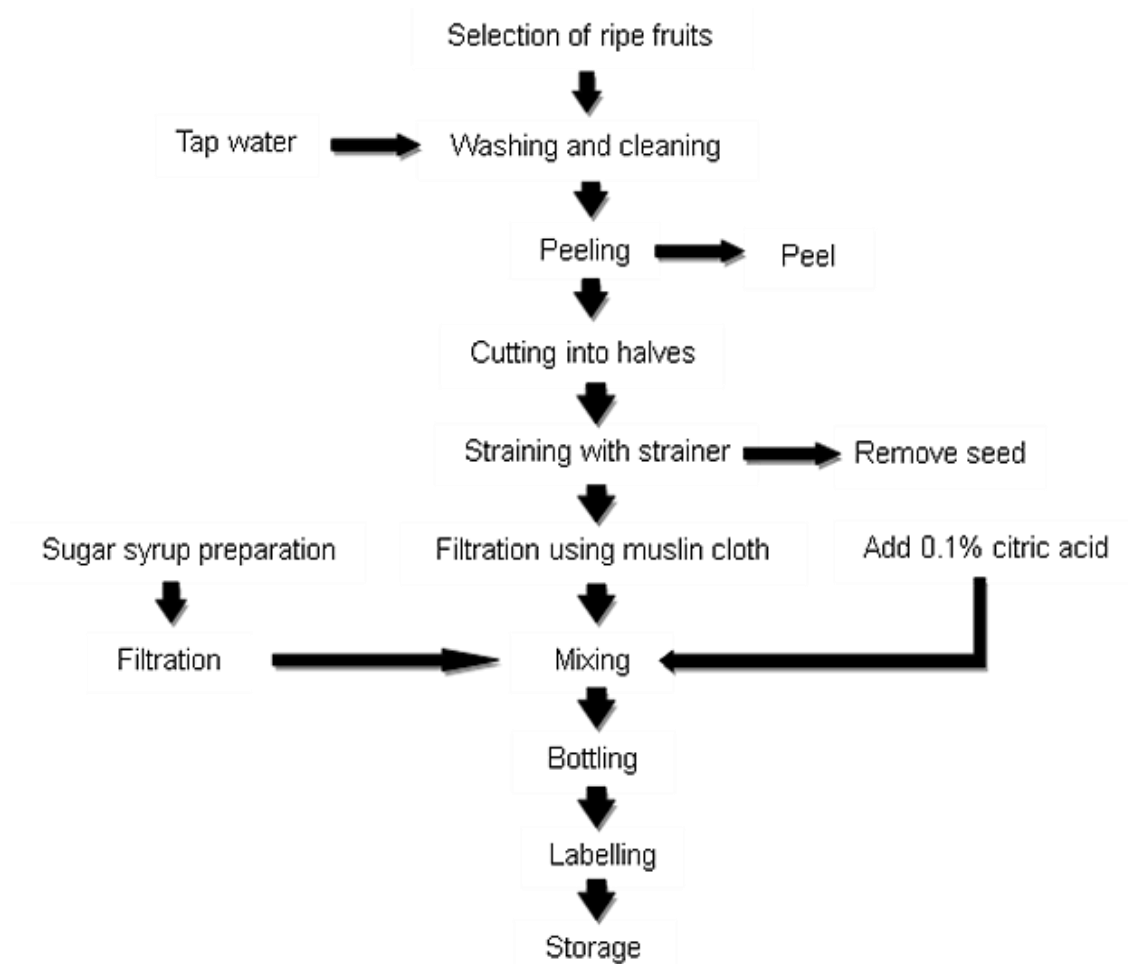 Selection of ripe fruits
Tap water
Washing and cleaning
Peeling
Peel
Cutting into halves
Straining with strainer
Remove seed
Sugar syrup preparation
Filtration using muslin cloth
Add 0.1% citric acid
Filtration
Mixing
Bottling
Labelling
Storage